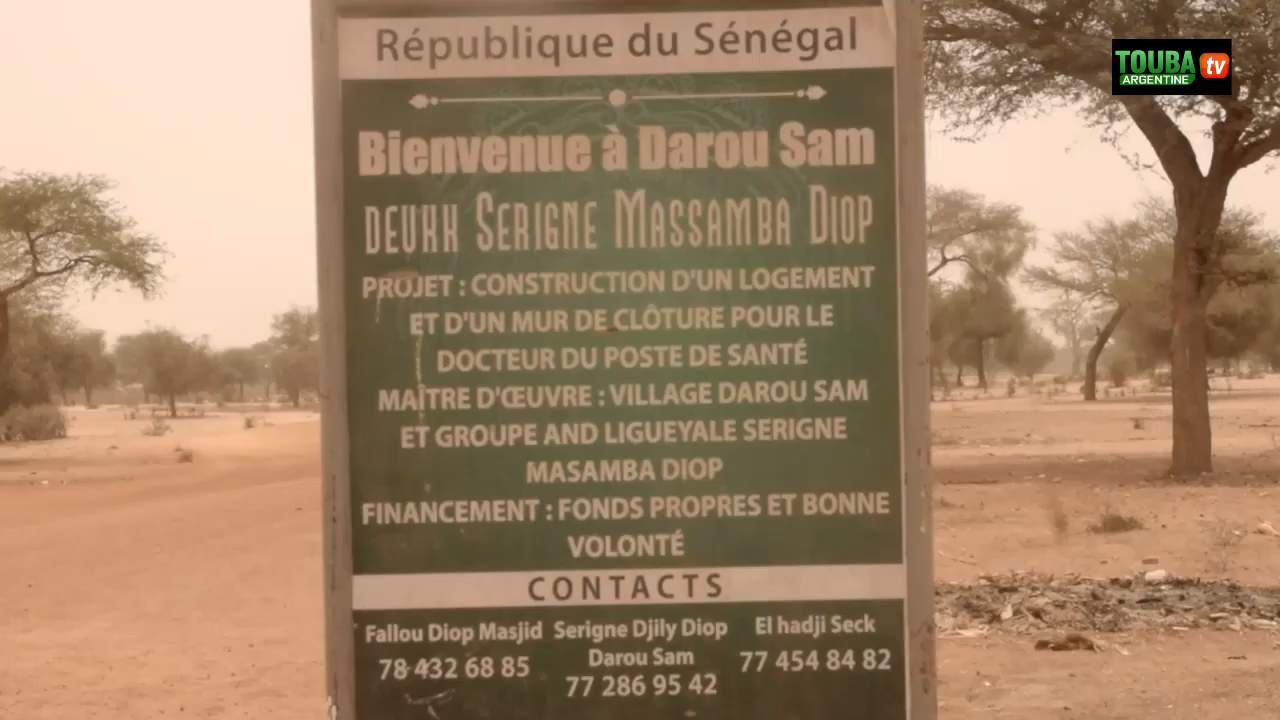 République du Sénégal
Bienvenue à Darou Sam
DEUKK SERIGNE MASSAMBA DIOP
PROJET : CONSTRUCTION D'UN LOGEMENT
ET D'UN MUR DE CLÔTURE POUR LE
DOCTEUR DU POSTE DE SANTÉ
MAÎTRE D'ŒUVRE : VILLAGE DAROU SAM
ET GROUPE AND LIGUEYALE SERIGNE
MASAMBA DIOP
FINANCEMENT : FONDS PROPRES ET BONNE
VOLONTÉ
CONTACTS
Fallou Diop Masjid
78 432 68 85
Serigne Djily Diop
Darou Sam
77 286 95 42
El hadji Seck
77 454 84 82
TOUBA tv
ARGENTINE